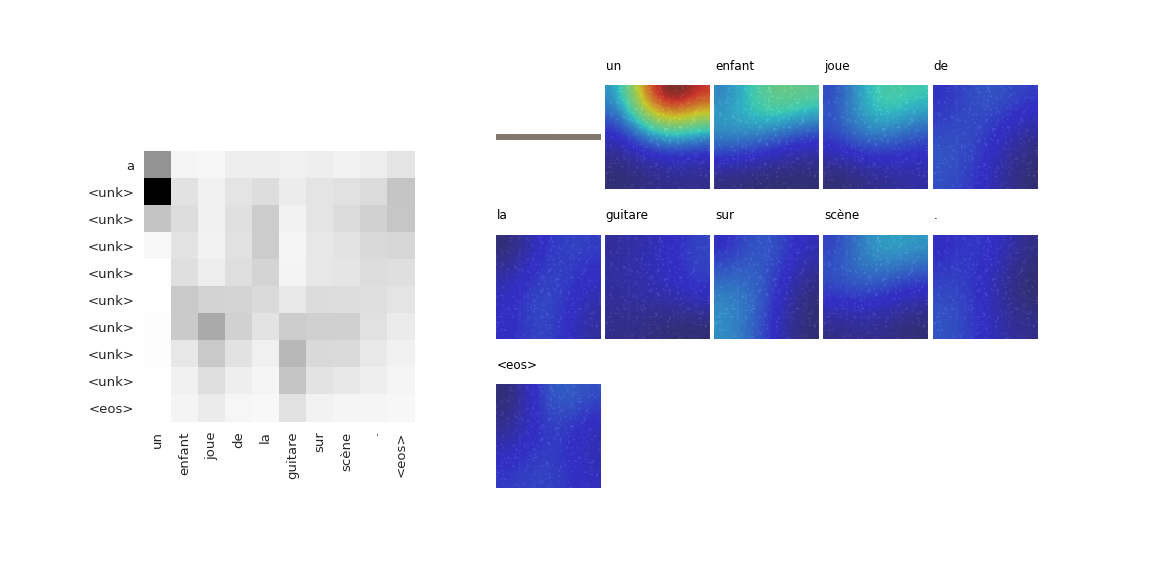 a
<unk>
<unk>
<unk>
<unk>
<unk>
<unk>
<unk>
<unk>
<eos>
un enfant joue de la guitare sur scène . <eos>
un enfant joue de
la guitare sur scène .
<eos>